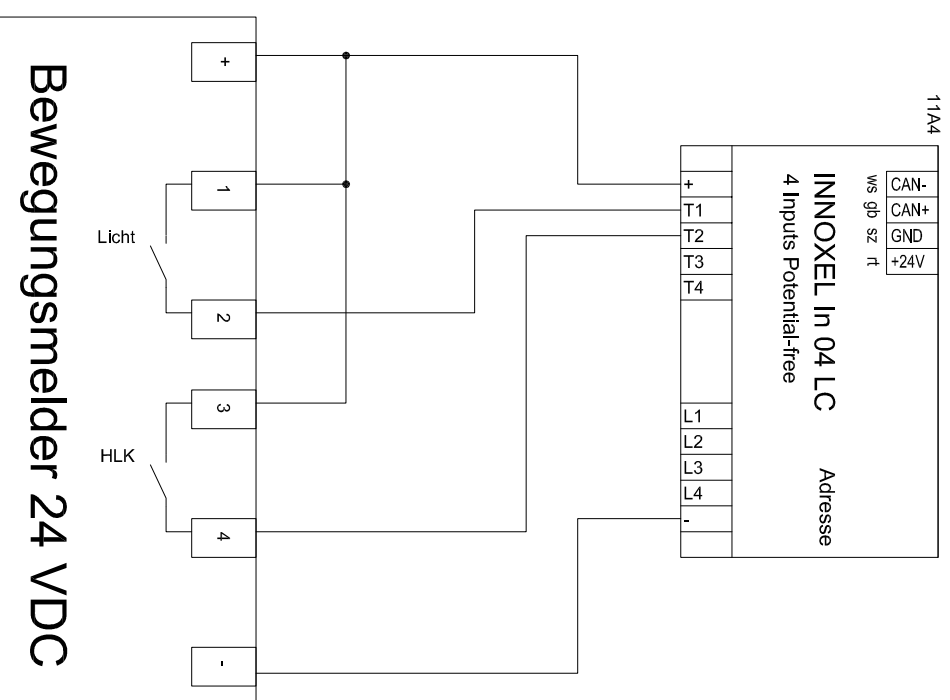 Bewegungsmelder 24 VDC
+
1
Licht
2
3
HLK
4
-
11A4
INNOXEL In 04 LC
4 Inputs Potential-free
Adresse
ws gb sz rt
CAN-
CAN+
GND
+24V
+
T1
T2
T3
T4
L1
L2
L3
L4
-